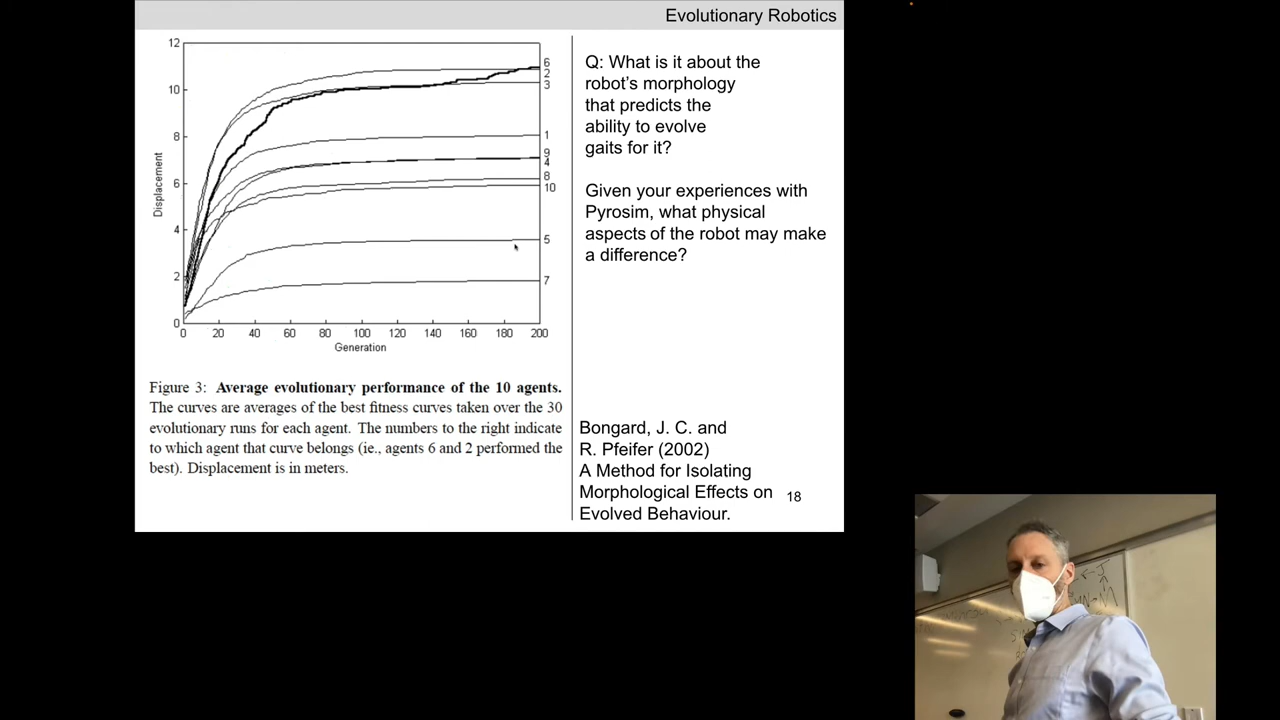 Evolutionary Robotics
12
10
8
6
4
2
0
Displacement
0 20 40 60 80 100 120 140 160 180 200
Generation
6
2
3
1
9
4
8
10
5
7
Figure 3: Average evolutionary performance of the 10 agents.
The curves are averages of the best fitness curves taken over the 30
evolutionary runs for each agent. The numbers to the right indicate
to which agent that curve belongs (ie., agents 6 and 2 performed the
best). Displacement is in meters.
Q: What is it about the
robot's morphology
that predicts the
ability to evolve
gaits for it?
Given your experiences with
Pyrosim, what physical
aspects of the robot may make
a difference?
Bongard, J. C. and
R. Pfeifer (2002)
A Method for Isolating
Morphological Effects on
Evolved Behaviour.
18